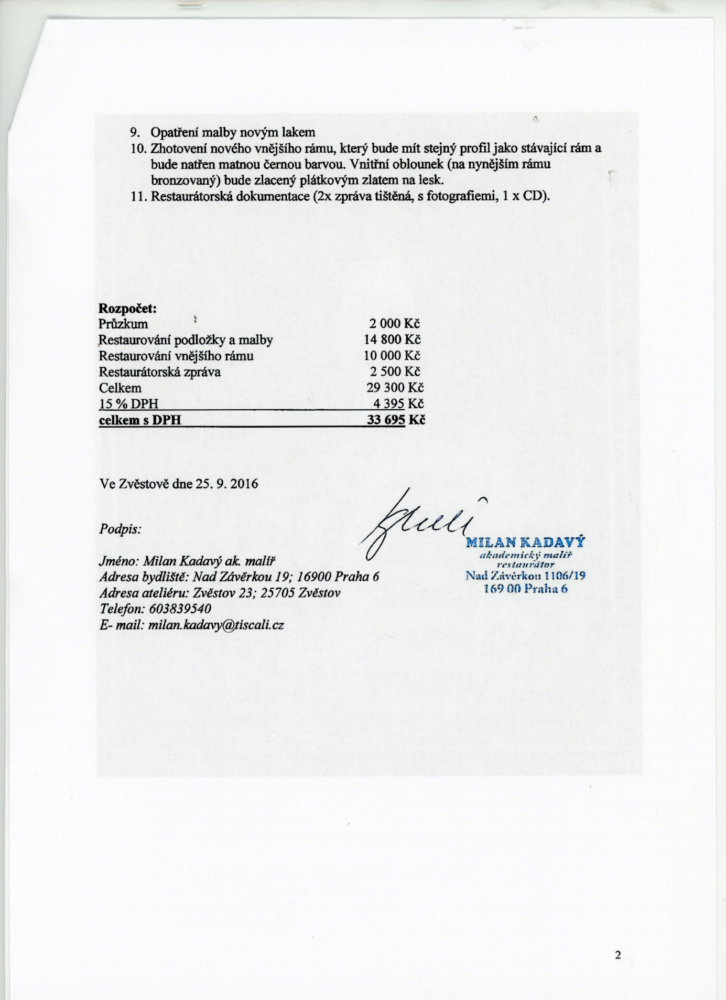 9. Opatření malby novým lakem
10. Zhotovení nového vnějšího rámu, který bude mít stejný profil jako stávající rám a
bude natřen matnou černou barvou. Vnitřní oblounek (na nynějším rámu
bronzovaný) bude zlacený plátkovým zlatem na lesk.
11. Restaurátorská dokumentace (2x zpráva tištěná, s fotografiemi, 1 x CD).
Rozpočet:
Průzkum 2 000 Kč
Restaurování podložky a malby 14 800 Kč
Restaurování vnějšího rámu 10 000 Kč
Restaurátorská zpráva 2 500 Kč
Celkem 29 300 Kč
15 % DPH 4 395 Kč
celkem s DPH 33 695 Kč
Ve Zvěstově dne 25. 9. 2016
Podpis:
MILAN KADAVÝ
akademický malíř
restaurátor
Nad Závěrkou 1106/19
169 00 Praha 6
Jméno: Milan Kadavý ak. malíř
Adresa bydliště: Nad Závěrkou 19; 16900 Praha 6
Adresa ateliéru: Zvěstov 23; 25705 Zvěstov
Telefon: 603839540
E- mail: milan.kadavy@tiscali.cz
2